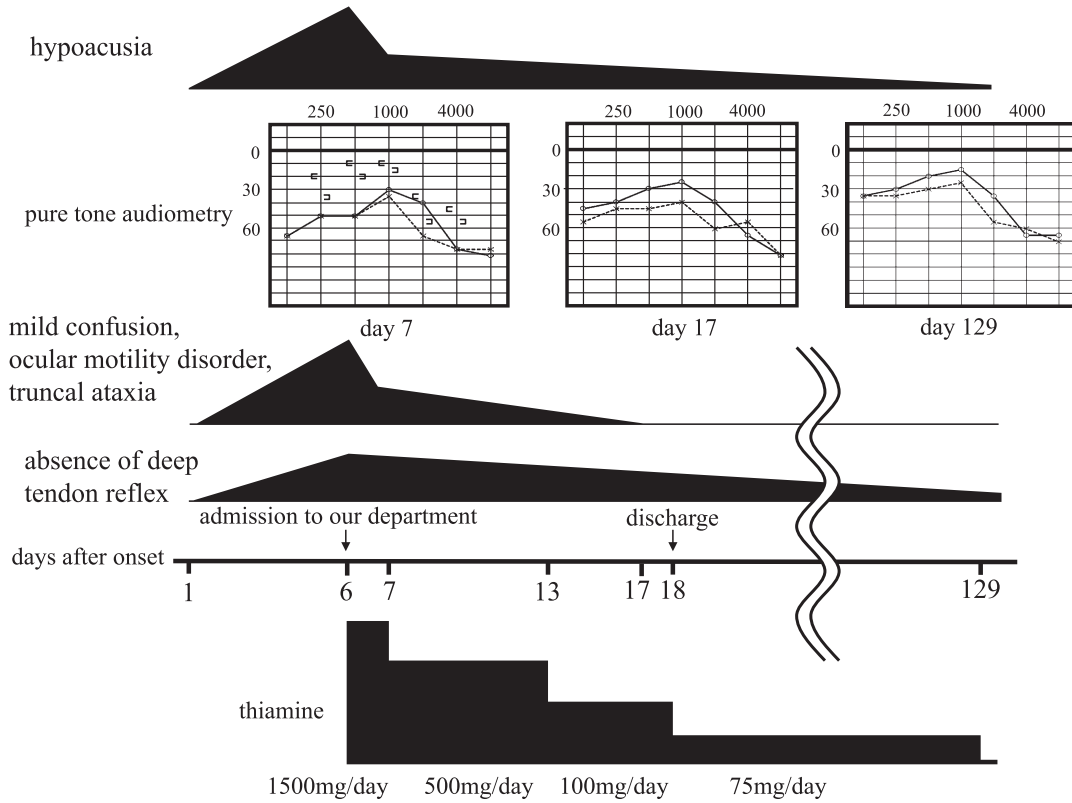 hypoacusia
250 1000 4000
250 1000 4000
250 1000 4000
0
30
60
0
30
60
0
30
60
pure tone audiometry
day 7
day 17
day 129
mild confusion,
ocular motility disorder,
truncal ataxia
absence of deep
tendon reflex
admission to our department
discharge
days after onset
1 6 7 13 17 18 129
thiamine
1500mg/day 500mg/day 100mg/day 75mg/day